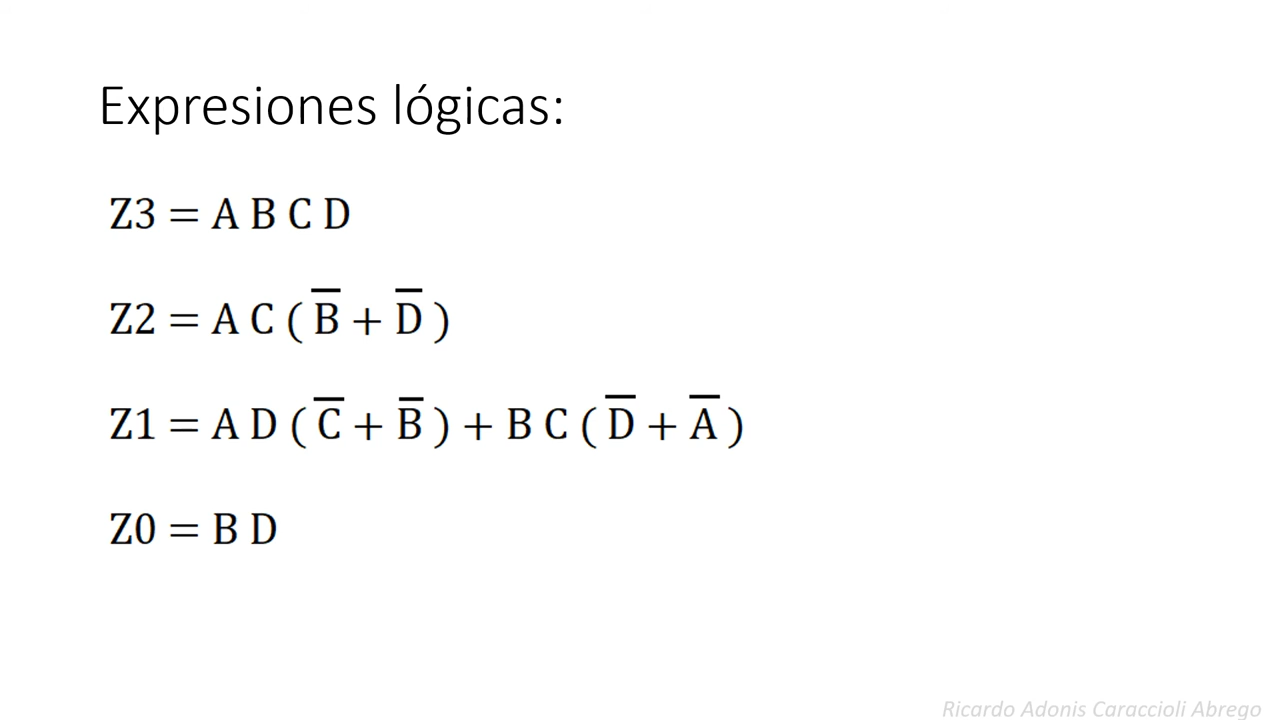 Expresiones lógicas:
Z3 = A B C D
Z2 = A C ( B̅ + D̅ )
Z1 = A D ( C̅ + B̅ ) + B C ( D̅ + A̅ )
Z0 = B D
Ricardo Adonis Caraccioli Abrego